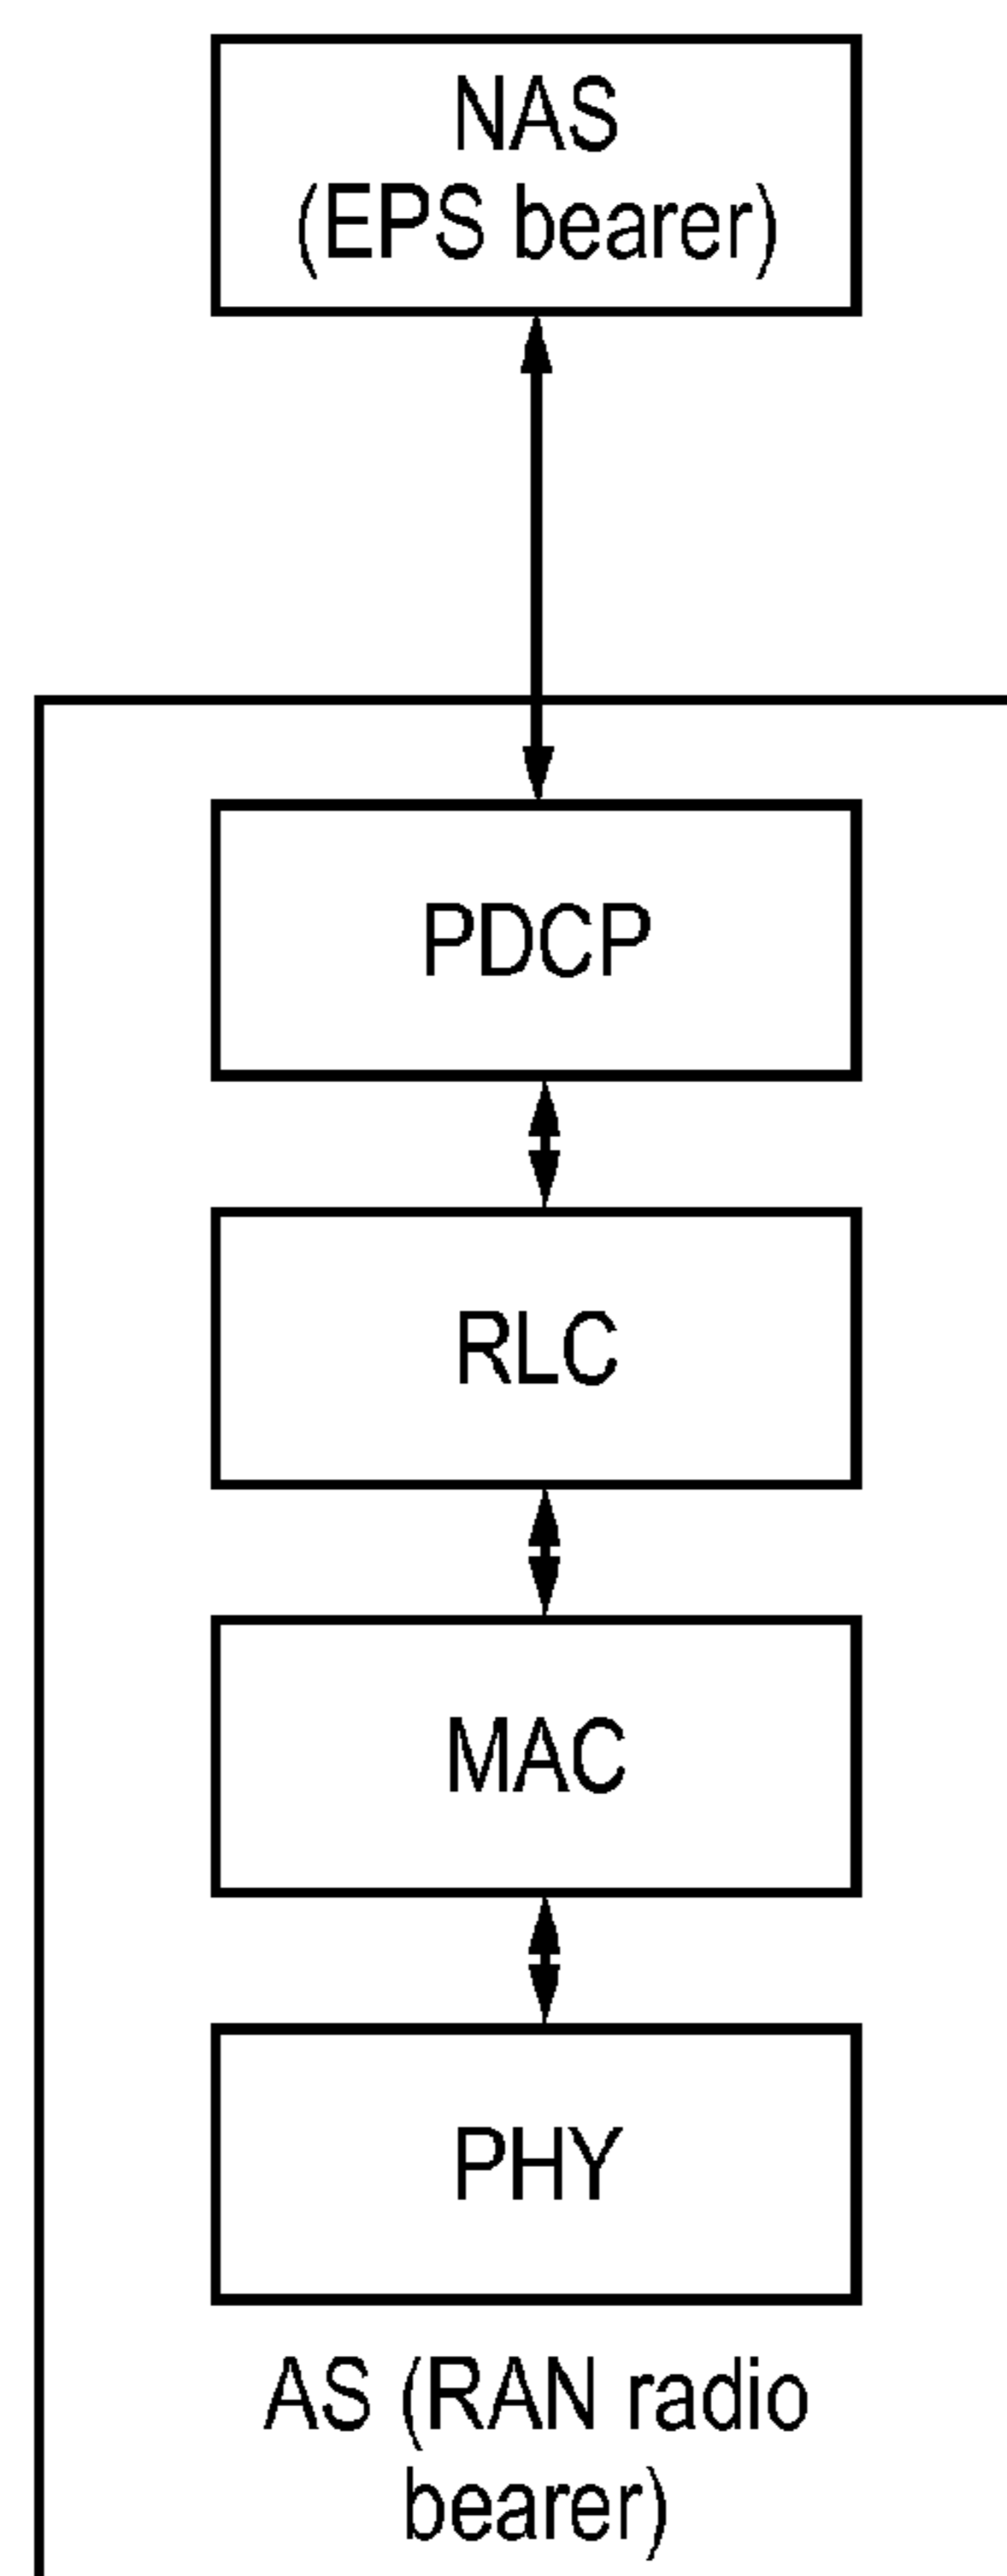 NAS
(EPS bearer)
PDCP
RLC
MAC
PHY
AS (RAN radio
bearer)